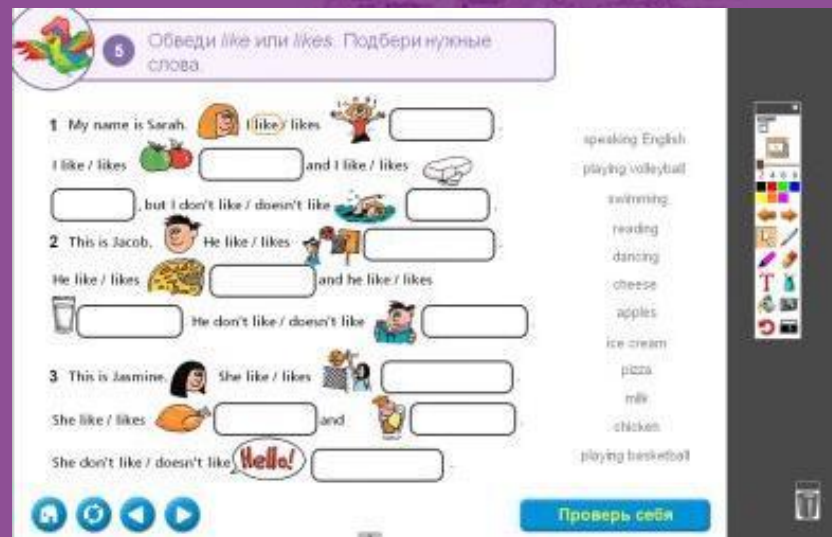 5 Обведи like или likes. Подбери нужные
слова.
1 My name is Sarah. I like / likes .
I like / likes and I like / likes
, but I don't like / doesn't like .
2 This is Jacob. He like / likes .
He like / likes and he like / likes
He don't like / doesn't like .
3 This is Jasmine. She like / likes .
She like / likes and .
She don't like / doesn't like Hello! .
speaking English
playing volleyball
swimming
reading
dancing
cheese
apples
ice cream
pizza
milk
chicken
playing basketball
Проверь себя